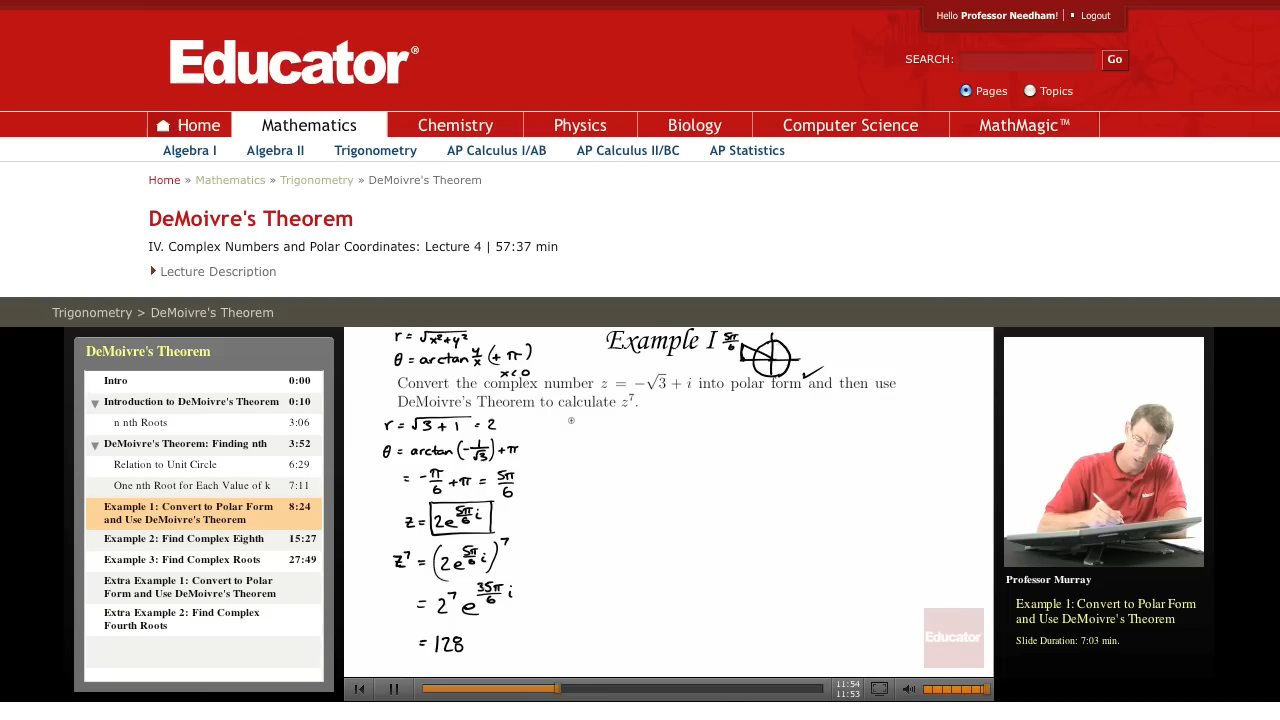 Hello Professor Needham! Logout
Educator®
SEARCH: Go
Pages Topics
Home Mathematics Chemistry Physics Biology Computer Science MathMagic™
Algebra I Algebra II Trigonometry AP Calculus I/AB AP Calculus II/BC AP Statistics
Home » Mathematics » Trigonometry » DeMoivre's Theorem
DeMoivre's Theorem
IV. Complex Numbers and Polar Coordinates: Lecture 4 | 57:37 min
Lecture Description
Trigonometry > DeMoivre's Theorem
DeMoivre's Theorem
Intro 0:00
Introduction to DeMoivre's Theorem 0:10
n nth Roots 3:06
DeMoivre's Theorem: Finding nth 3:52
Relation to Unit Circle 6:29
One nth Root for Each Value of k 7:11
Example 1: Convert to Polar Form 8:24
and Use DeMoivre's Theorem
Example 2: Find Complex Eighth 15:27
Example 3: Find Complex Roots 27:49
Extra Example 1: Convert to Polar
Form and Use DeMoivre's Theorem
Extra Example 2: Find Complex
Fourth Roots
r = √x²+y²
Example I
5π/6
θ = arctan y/x (+ π)
x<0
Convert the complex number z = −√3 + i into polar form and then use
DeMoivre's Theorem to calculate z⁷.
r = √3 + 1 = 2
θ = arctan(-1/√3) + π
= -π/6 + π = 5π/6
z = 2e^(5π/6 i)
z⁷ = (2e^(5π/6 i))⁷
= 2⁷ e^(35π/6 i)
= 128
Educator
11:54
11:53
Professor Murray
Example 1: Convert to Polar Form
and Use DeMoivre's Theorem
Slide Duration: 7:03 min.